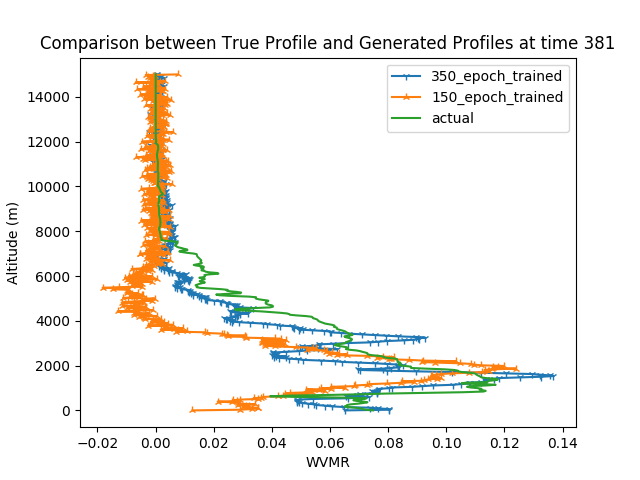 Comparison between True Profile and Generated Profiles at time 381
350_epoch_trained
150_epoch_trained
actual
Altitude (m)
14000
12000
10000
8000
6000
4000
2000
0
−0.02 0.00 0.02 0.04 0.06 0.08 0.10 0.12 0.14
WVMR